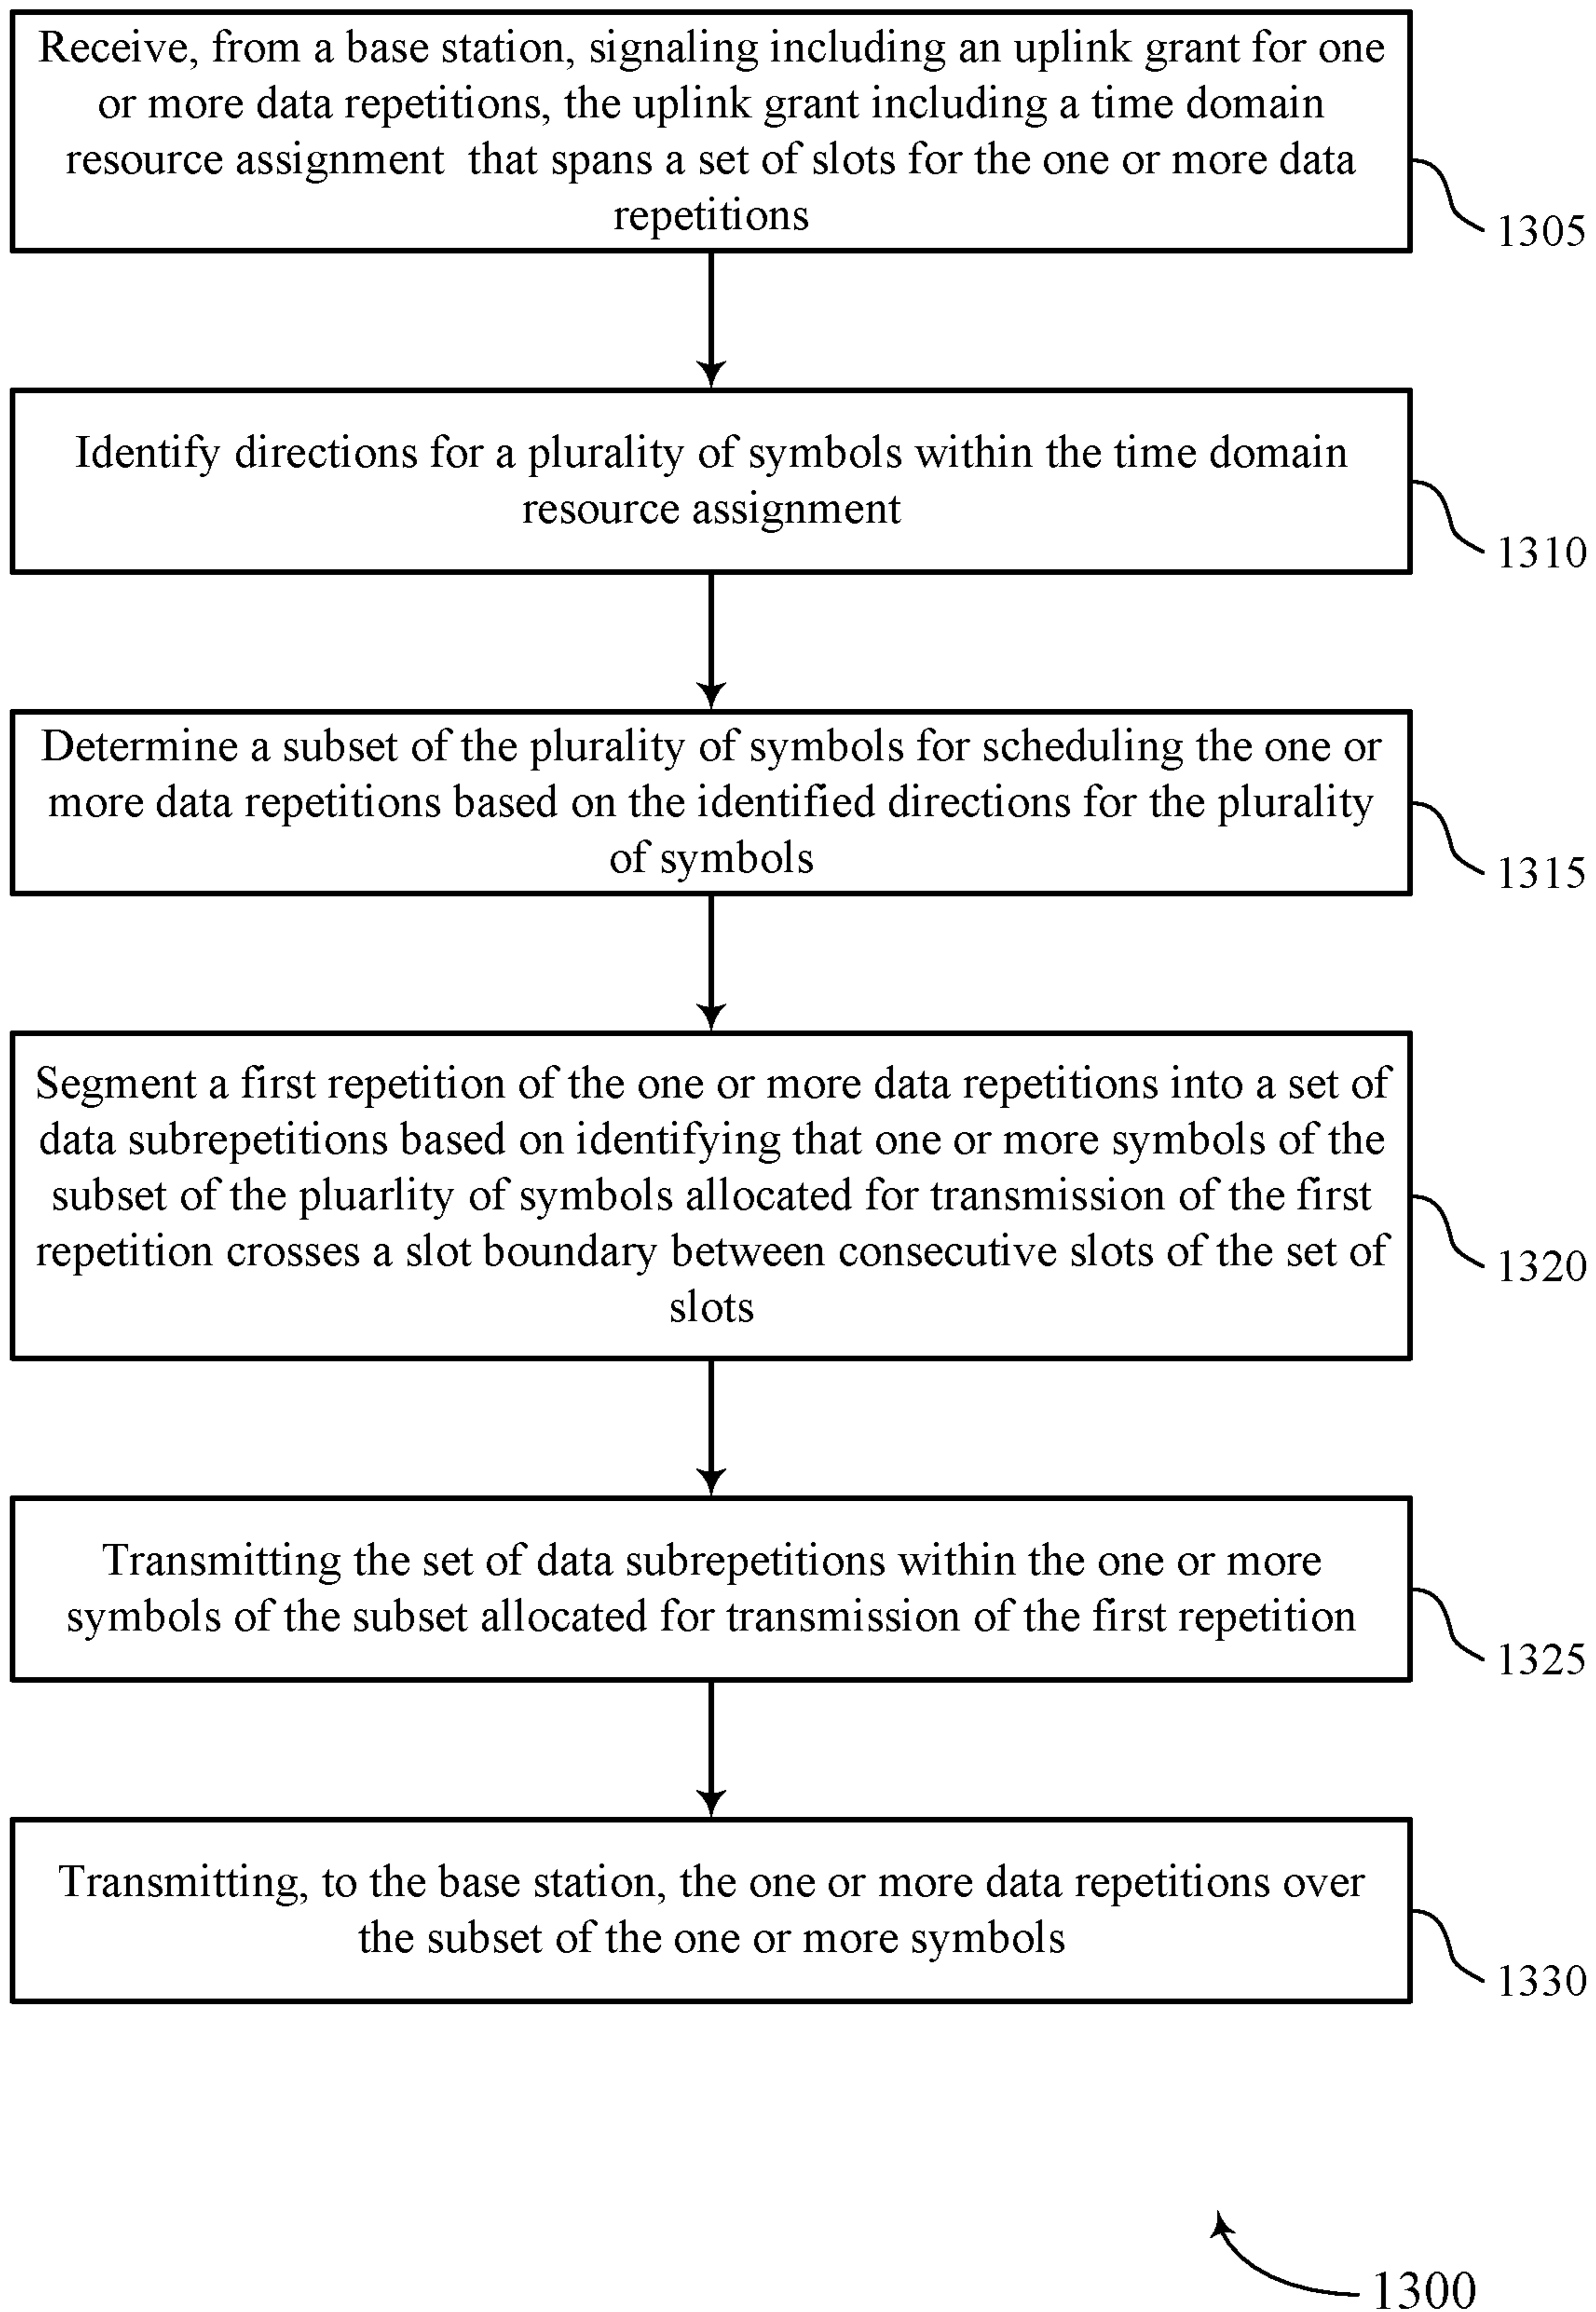 Receive, from a base station, signaling including an uplink grant for one
or more data repetitions, the uplink grant including a time domain
resource assignment that spans a set of slots for the one or more data
repetitions
1305
Identify directions for a plurality of symbols within the time domain
resource assignment
1310
Determine a subset of the plurality of symbols for scheduling the one or
more data repetitions based on the identified directions for the plurality
of symbols
1315
Segment a first repetition of the one or more data repetitions into a set of
data subrepetitions based on identifying that one or more symbols of the
subset of the pluarlity of symbols allocated for transmission of the first
repetition crosses a slot boundary between consecutive slots of the set of
slots
1320
Transmitting the set of data subrepetitions within the one or more
symbols of the subset allocated for transmission of the first repetition
1325
Transmitting, to the base station, the one or more data repetitions over
the subset of the one or more symbols
1330
1300